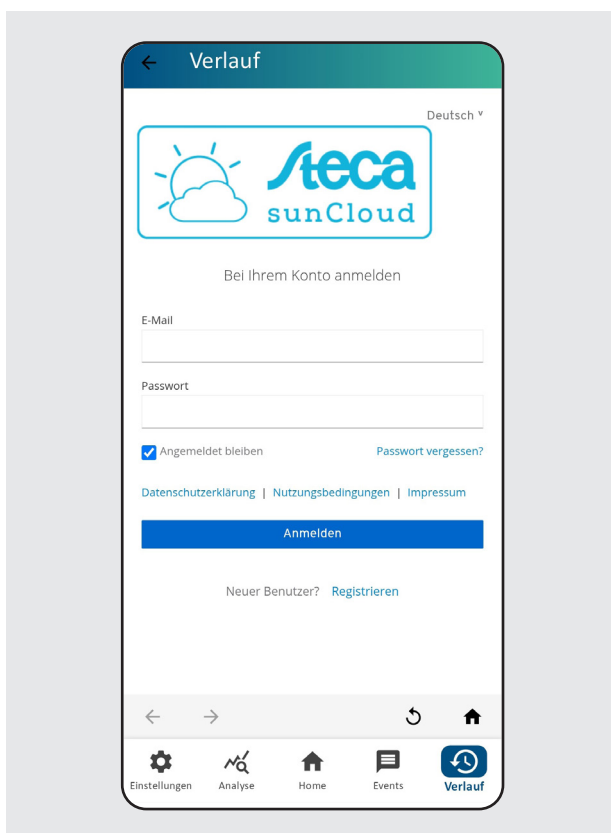 Verlauf
Deutsch ˅
steca
sunCloud
Bei Ihrem Konto anmelden
E-Mail
Passwort
Angemeldet bleiben Passwort vergessen?
Datenschutzerklärung | Nutzungsbedingungen | Impressum
Anmelden
Neuer Benutzer? Registrieren
Einstellungen Analyse Home Events Verlauf